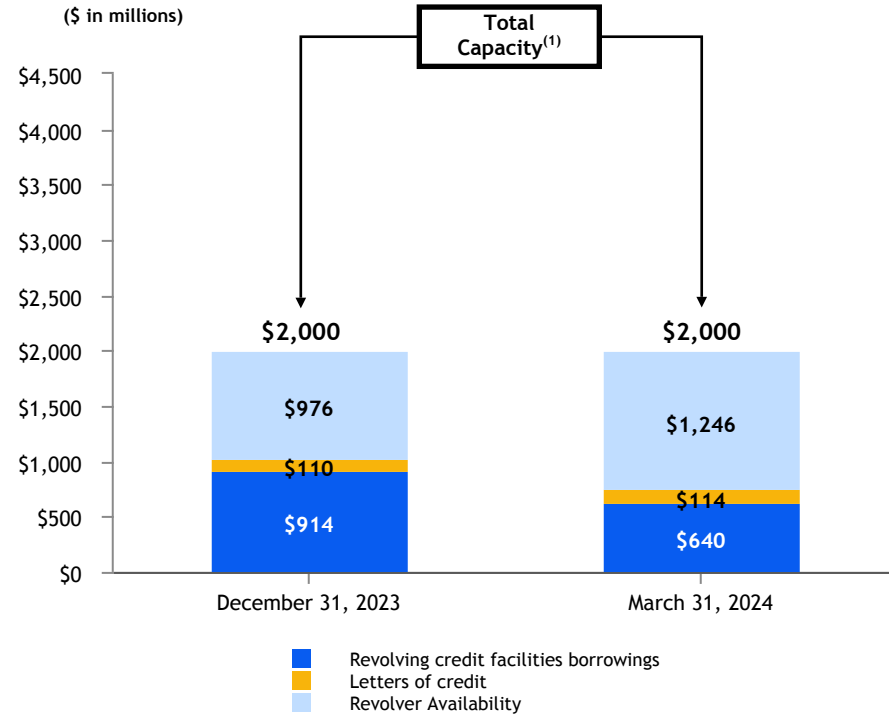 ($ in millions)
Total
Capacity(1)
$4,500
$4,000
$3,500
$3,000
$2,500
$2,000
$1,500
$1,000
$500
$0
$2,000
$976
$110
$914
$2,000
$1,246
$114
$640
December 31, 2023
March 31, 2024
Revolving credit facilities borrowings
Letters of credit
Revolver Availability